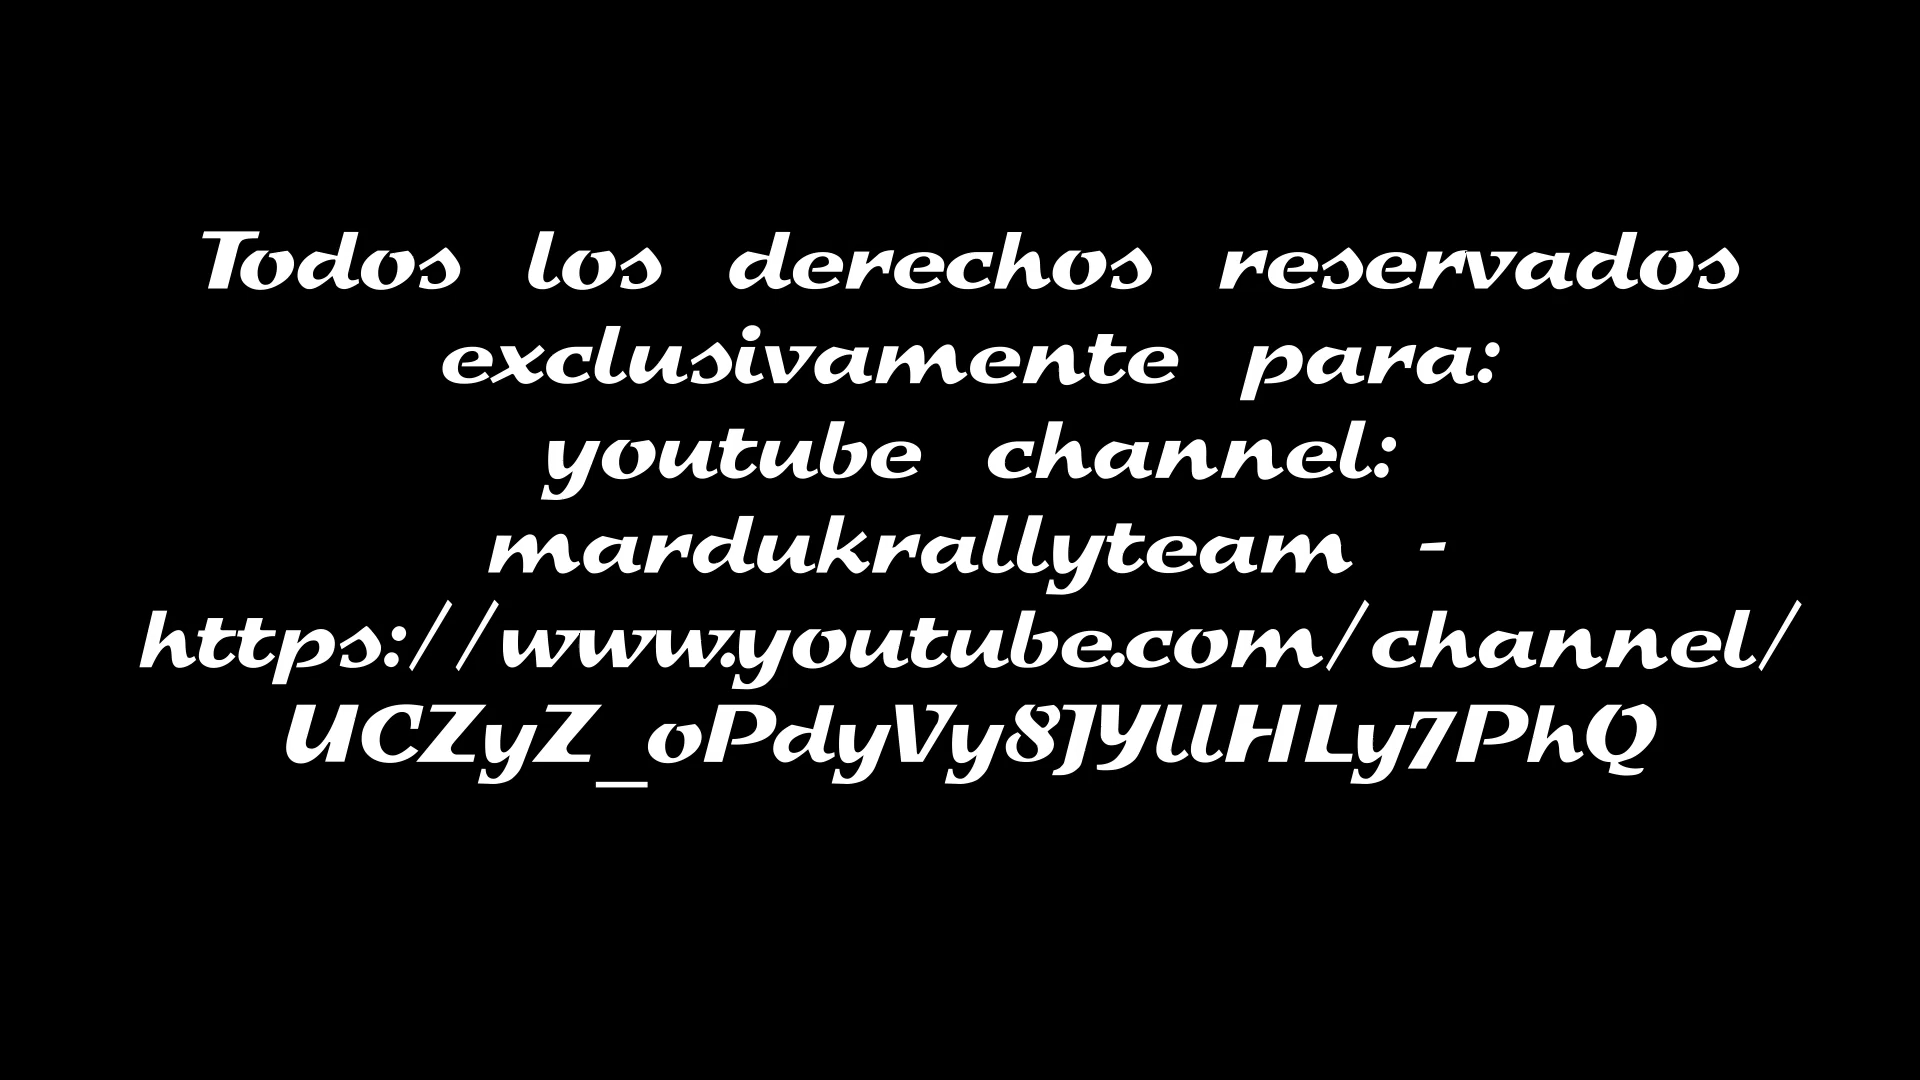 Todos los derechos reservados
exclusivamente para:
youtube channel:
mardukrallyteam -
https://www.youtube.com/channel/
UCZyZ_oPdyVy8JYllHLy7PhQ